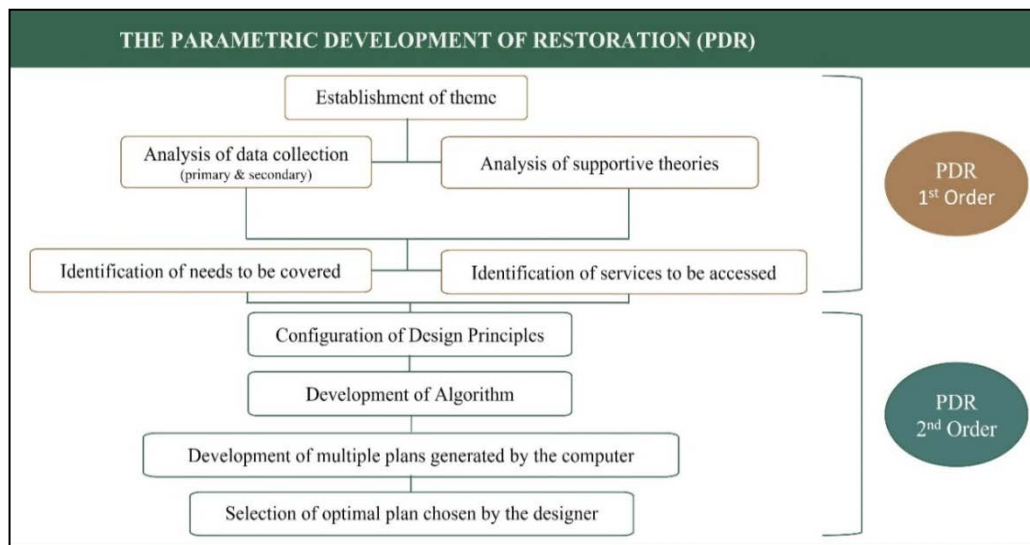 THE PARAMETRIC DEVELOPMENT OF RESTORATION (PDR)
Establishment of theme
Analysis of data collection
(primary & secondary)
Analysis of supportive theories
PDR
1st Order
Identification of needs to be covered
Identification of services to be accessed
Configuration of Design Principles
Development of Algorithm
PDR
2nd Order
Development of multiple plans generated by the computer
Selection of optimal plan chosen by the designer